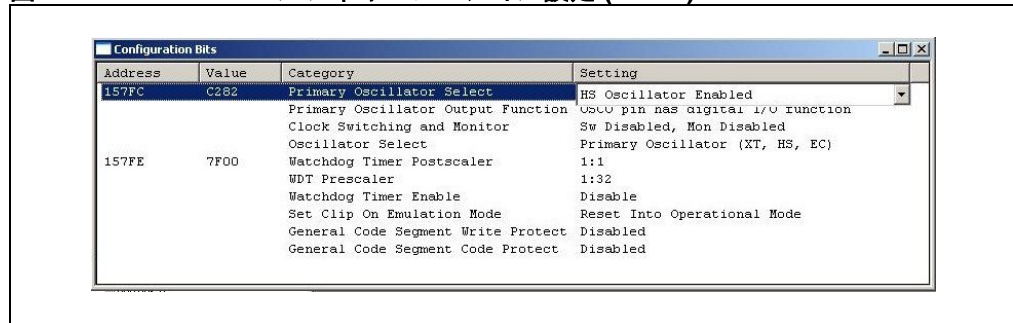 Configuration Bits
Address Value Category Setting
157FC C282 Primary Oscillator Select HS Oscillator Enabled
Primary Oscillator Output Function OSCO pin has digital I/O function
Clock Switching and Monitor Sw Disabled, Mon Disabled
Oscillator Select Primary Oscillator (XT, HS, EC)
157FE 7F00 Watchdog Timer Postscaler 1:1
WDT Prescaler 1:32
Watchdog Timer Enable Disable
Set Clip On Emulation Mode Reset Into Operational Mode
General Code Segment Write Protect Disabled
General Code Segment Code Protect Disabled